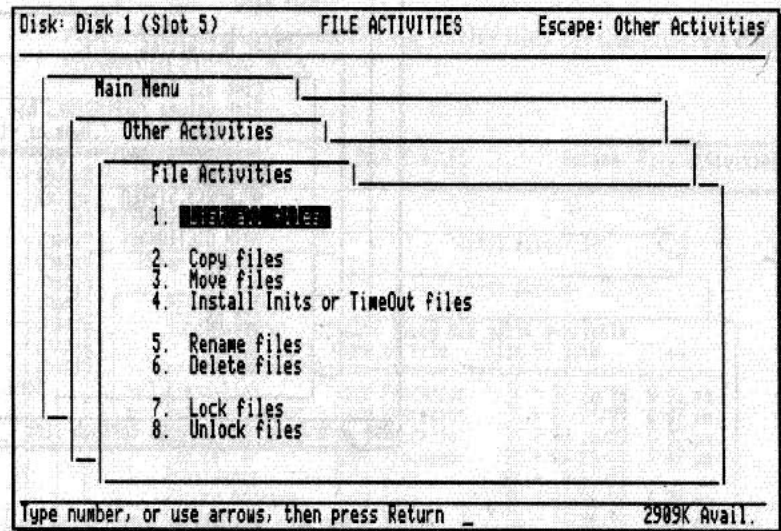 Disk: Disk 1 (Slot 5) FILE ACTIVITIES Escape: Other Activities
Main Menu
Other Activities
File Activities
1. List all files
2. Copy files
3. Move files
4. Install Inits or TimeOut files
5. Rename files
6. Delete files
7. Lock files
8. Unlock files
Type number, or use arrows, then press Return _ 2909K Avail.